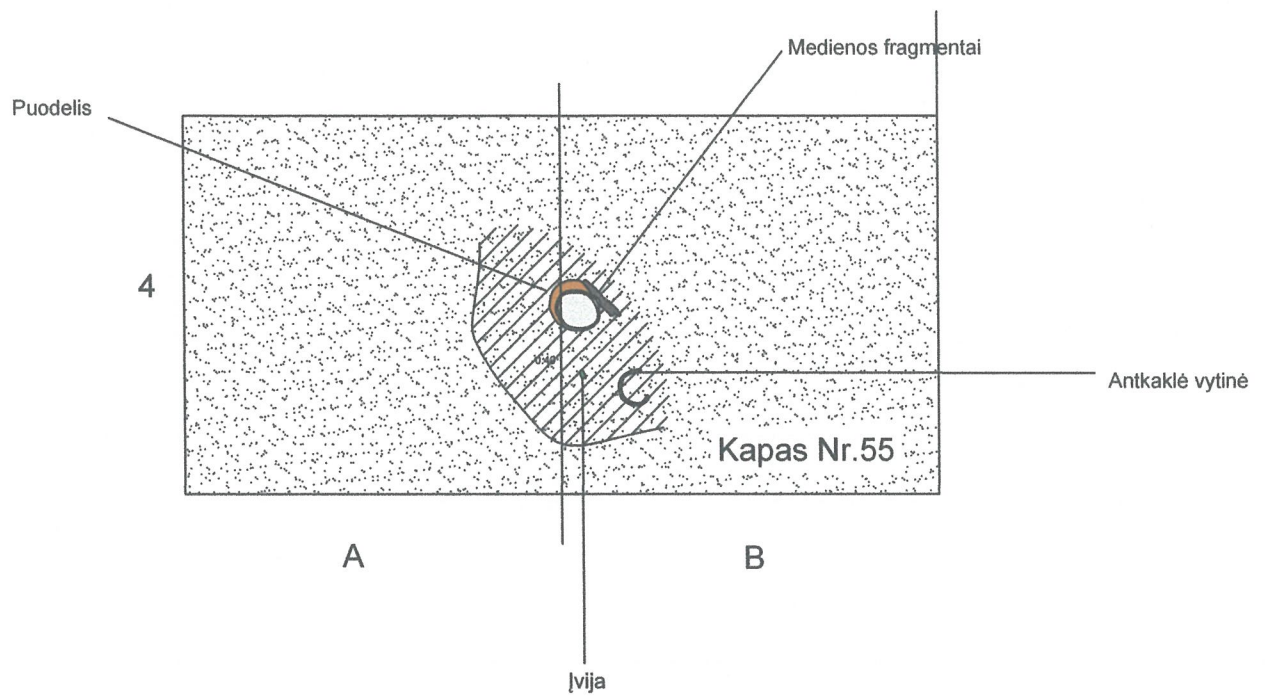 Medienos fragmentai
Puodelis
4
Antkaklė vytinė
Kapas Nr.55
A
B
Įvija